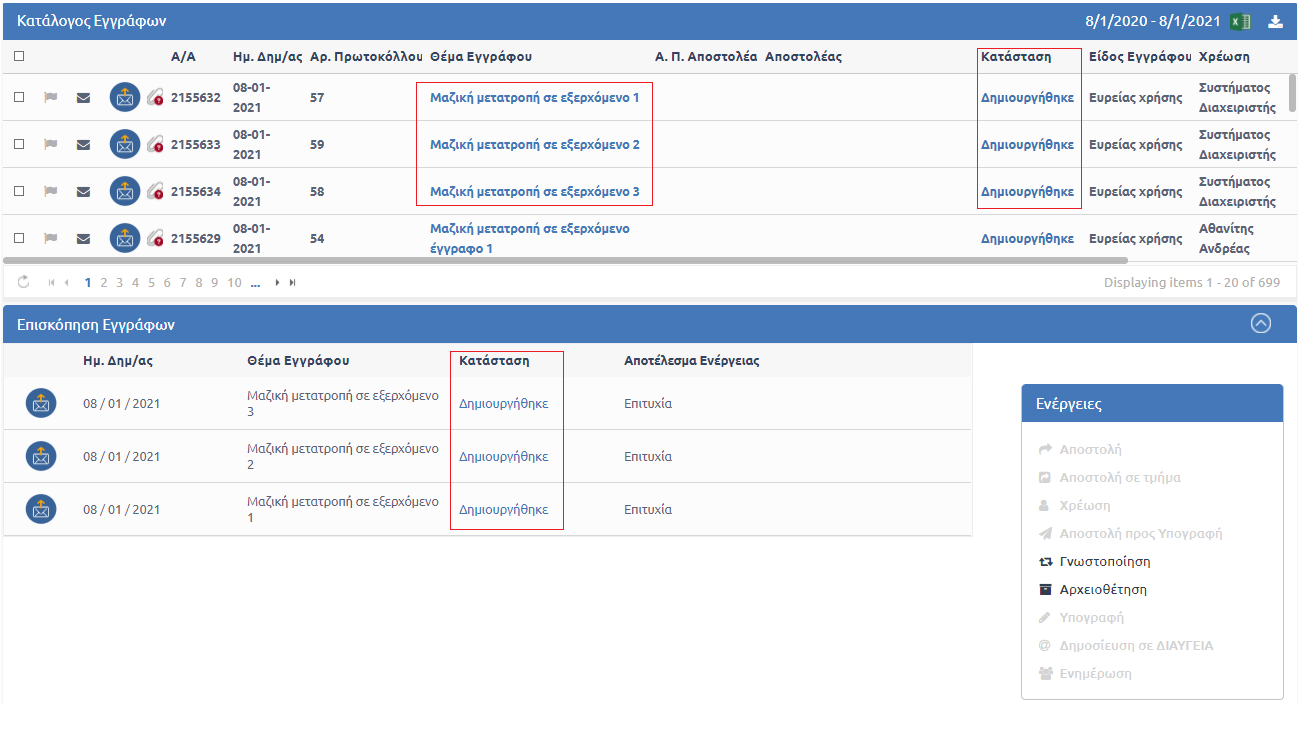 Κατάλογος Εγγράφων 8/1/2020 - 8/1/2021
Α/Α Ημ. Δημ/ας Αρ. Πρωτοκόλλου Θέμα Εγγράφου Α. Π. Αποστολέα Αποστολέας Κατάσταση Είδος Εγγράφου Χρέωση
2155632 08-01-2021 57 Μαζική μετατροπή σε εξερχόμενο 1 Δημιουργήθηκε Ευρείας χρήσης Συστήματος Διαχειριστής
2155633 08-01-2021 59 Μαζική μετατροπή σε εξερχόμενο 2 Δημιουργήθηκε Ευρείας χρήσης Συστήματος Διαχειριστής
2155634 08-01-2021 58 Μαζική μετατροπή σε εξερχόμενο 3 Δημιουργήθηκε Ευρείας χρήσης Συστήματος Διαχειριστής
2155629 08-01-2021 54 Μαζική μετατροπή σε εξερχόμενο έγγραφο 1 Δημιουργήθηκε Ευρείας χρήσης Αθανίτης Ανδρέας
1 2 3 4 5 6 7 8 9 10 ... Displaying items 1 - 20 of 699
Επισκόπηση Εγγράφων
Ημ. Δημ/ας Θέμα Εγγράφου Κατάσταση Αποτέλεσμα Ενέργειας
08 / 01 / 2021 Μαζική μετατροπή σε εξερχόμενο 3 Δημιουργήθηκε Επιτυχία
08 / 01 / 2021 Μαζική μετατροπή σε εξερχόμενο 2 Δημιουργήθηκε Επιτυχία
08 / 01 / 2021 Μαζική μετατροπή σε εξερχόμενο 1 Δημιουργήθηκε Επιτυχία
Ενέργειες
Αποστολή
Αποστολή σε τμήμα
Χρέωση
Αποστολή προς Υπογραφή
Γνωστοποίηση
Αρχειοθέτηση
Υπογραφή
Δημοσίευση σε ΔΙΑΥΓΕΙΑ
Ενημέρωση